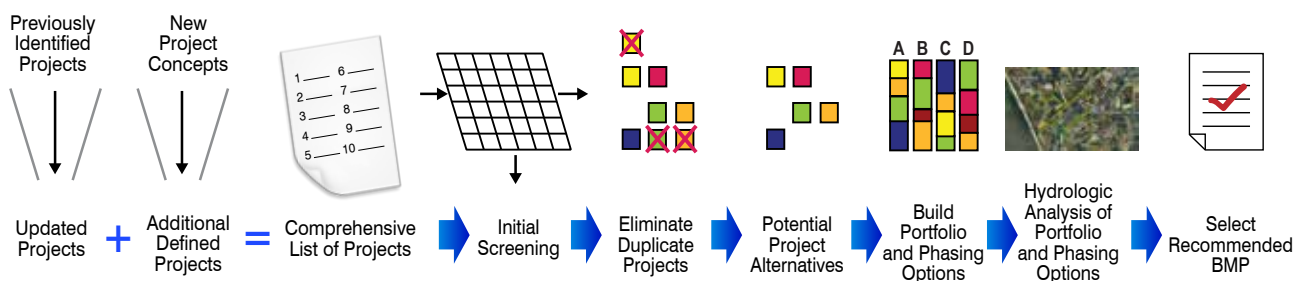 Previously
Identified
Projects
New
Project
Concepts
1 6
2 7
3 8
4 9
5 10
A B C D
Updated
Projects
+
Additional
Defined
Projects
=
Comprehensive
List of Projects
Initial
Screening
Eliminate
Duplicate
Projects
Potential
Project
Alternatives
Build
Portfolio
and Phasing
Options
Hydrologic
Analysis of
Portfolio
and Phasing
Options
Select
Recommended
BMP